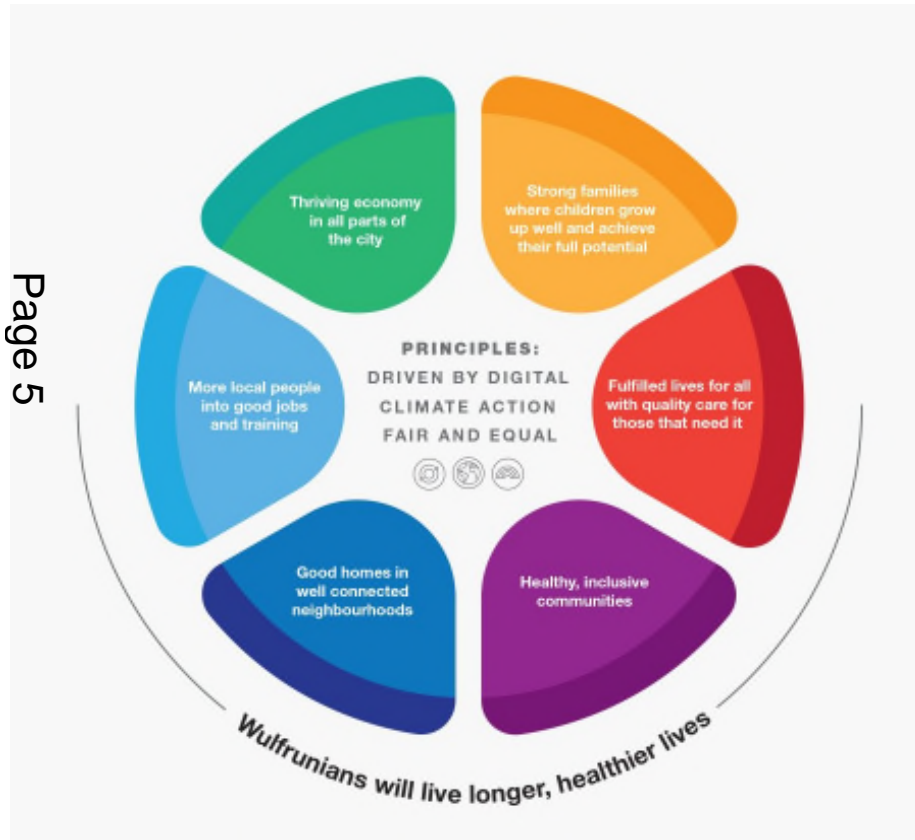 Page 5
Thriving economy
in all parts of
the city
Strong families
where children grow
up well and achieve
their full potential
More local people
into good jobs
and training
PRINCIPLES:
DRIVEN BY DIGITAL
CLIMATE ACTION
FAIR AND EQUAL
Fulfilled lives for all
with quality care for
those that need it
Good homes in
well connected
neighbourhoods
Healthy, inclusive
communities
Wulfrunians will live longer, healthier lives